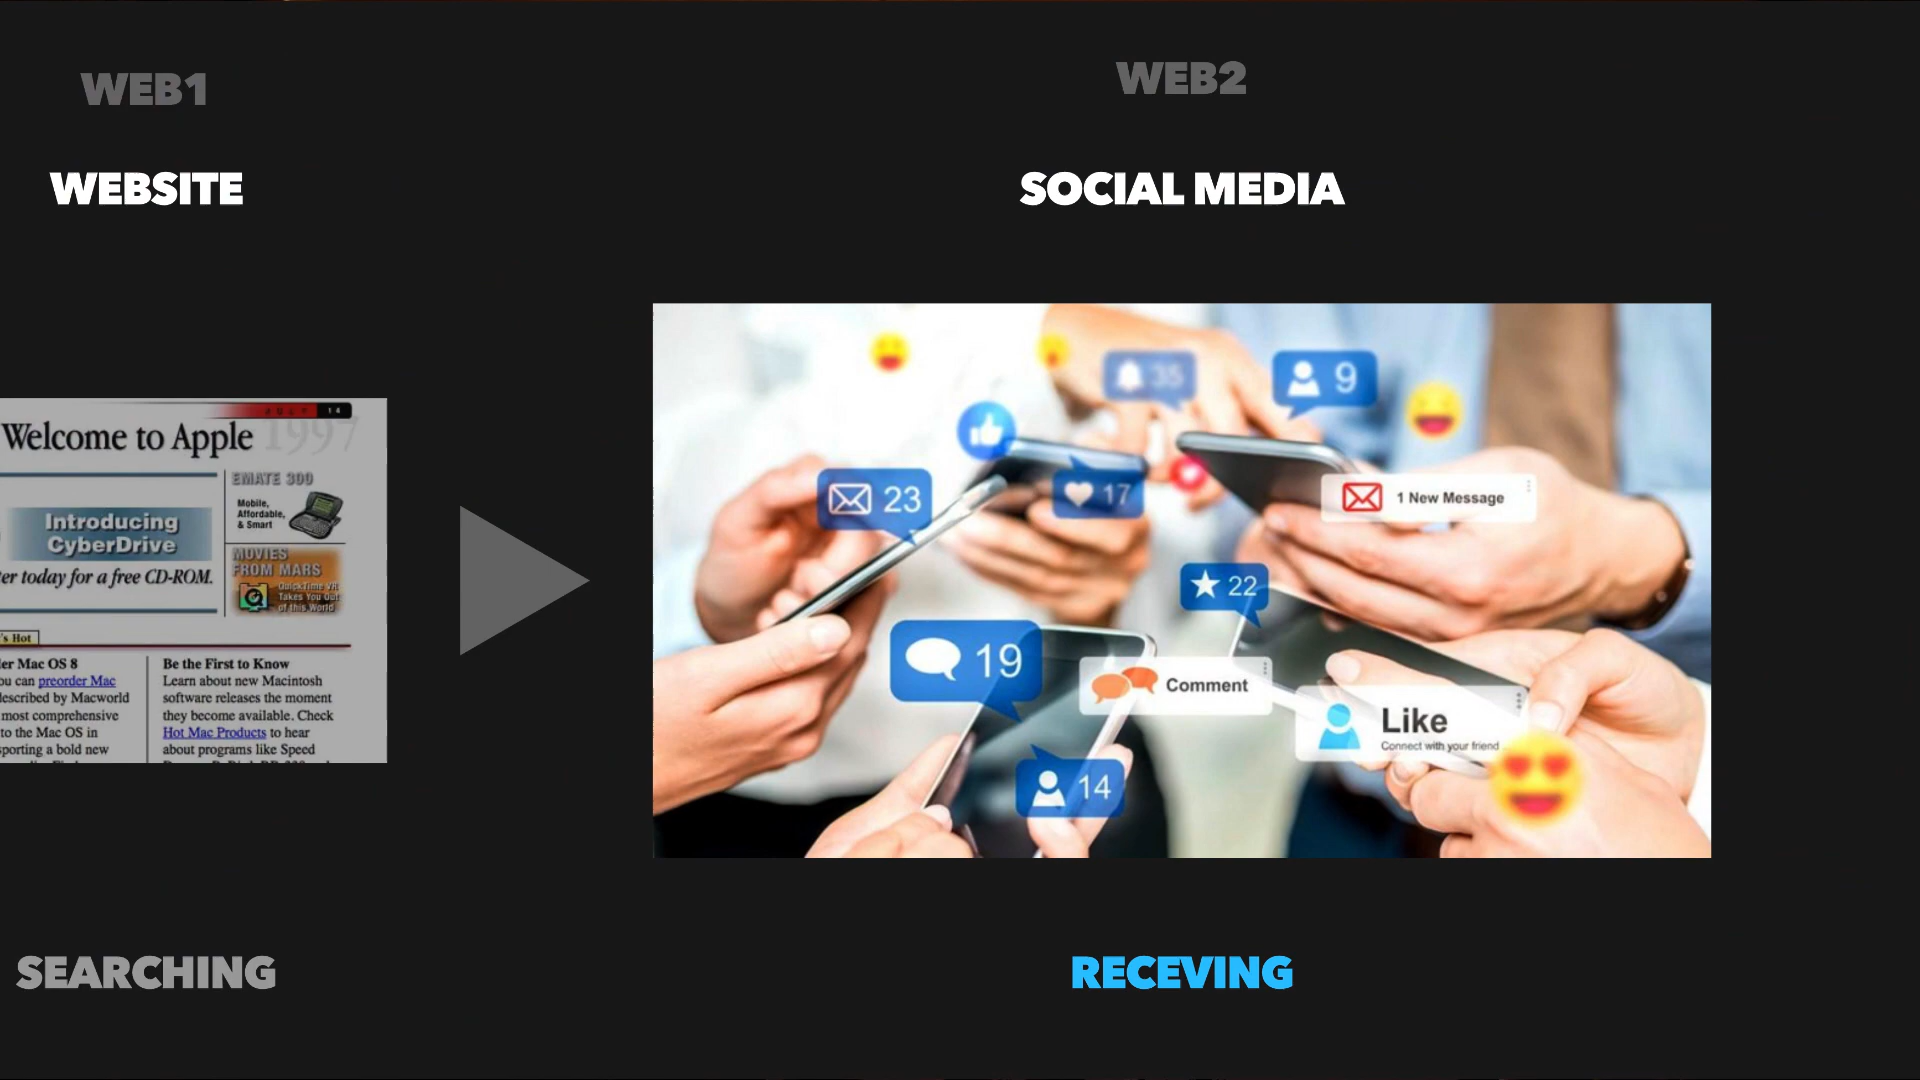 WEB1
WEB2
WEBSITE
SOCIAL MEDIA
JULY 14
1997
Welcome to Apple
EMATE 300
Mobile,
Affordable,
& Smart
Introducing
CyberDrive
er today for a free CD-ROM.
MOVIES
FROM MARS
QuickTime VR
Takes You Out
of this World
's Hot
er Mac OS 8
ou can preorder Mac
escribed by Macworld
most comprehensive
to the Mac OS in
sporting a bold new
Be the First to Know
Learn about new Macintosh
software releases the moment
they become available. Check
Hot Mac Products to hear
about programs like Speed
35
9
23
17
1 New Message
22
19
Comment
Like
Connect with your friend
14
SEARCHING
RECEVING